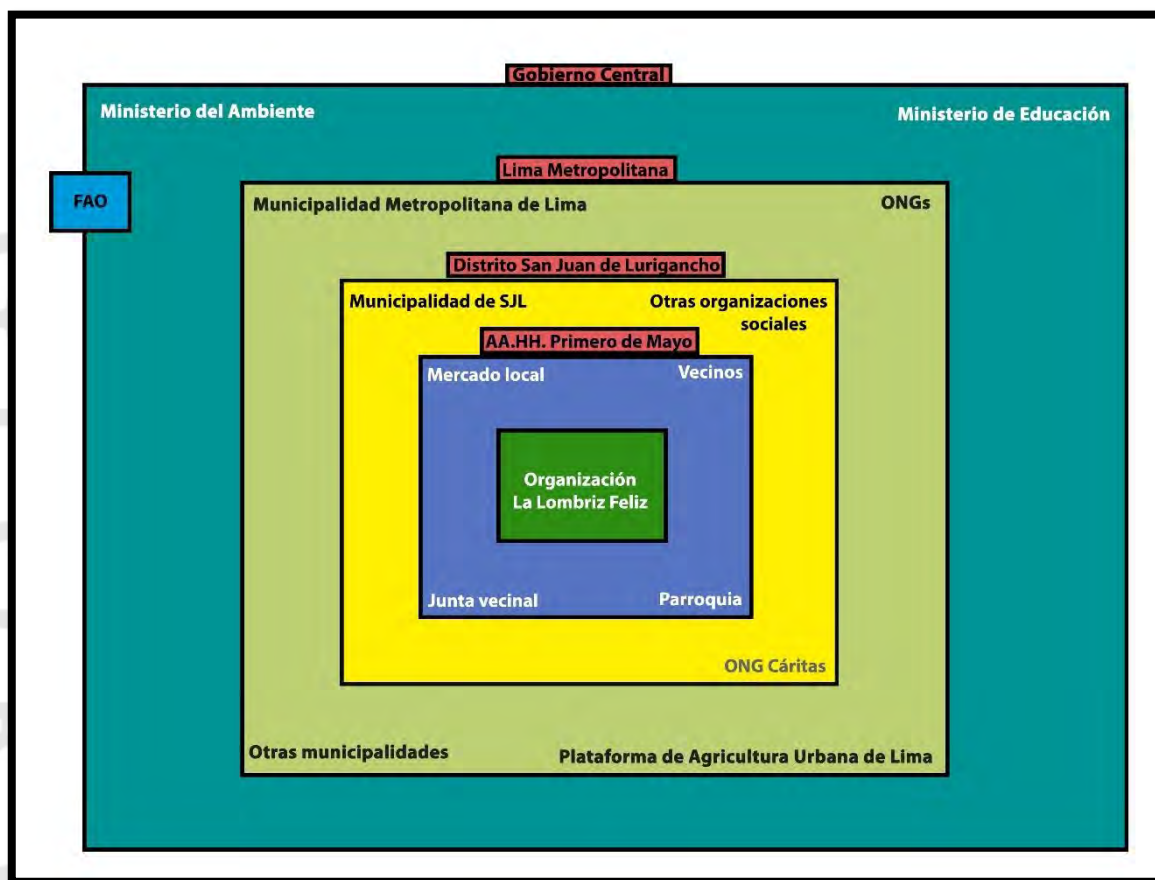 Gobierno Central
Ministerio del Ambiente
Ministerio de Educación
Lima Metropolitana
FAO
Municipalidad Metropolitana de Lima
ONGs
Distrito San Juan de Lurigancho
Municipalidad de SJL
Otras organizaciones
sociales
AA.HH. Primero de Mayo
Mercado local
Vecinos
Organización
La Lombriz Feliz
Junta vecinal
Parroquia
ONG Cáritas
Otras municipalidades
Plataforma de Agricultura Urbana de Lima